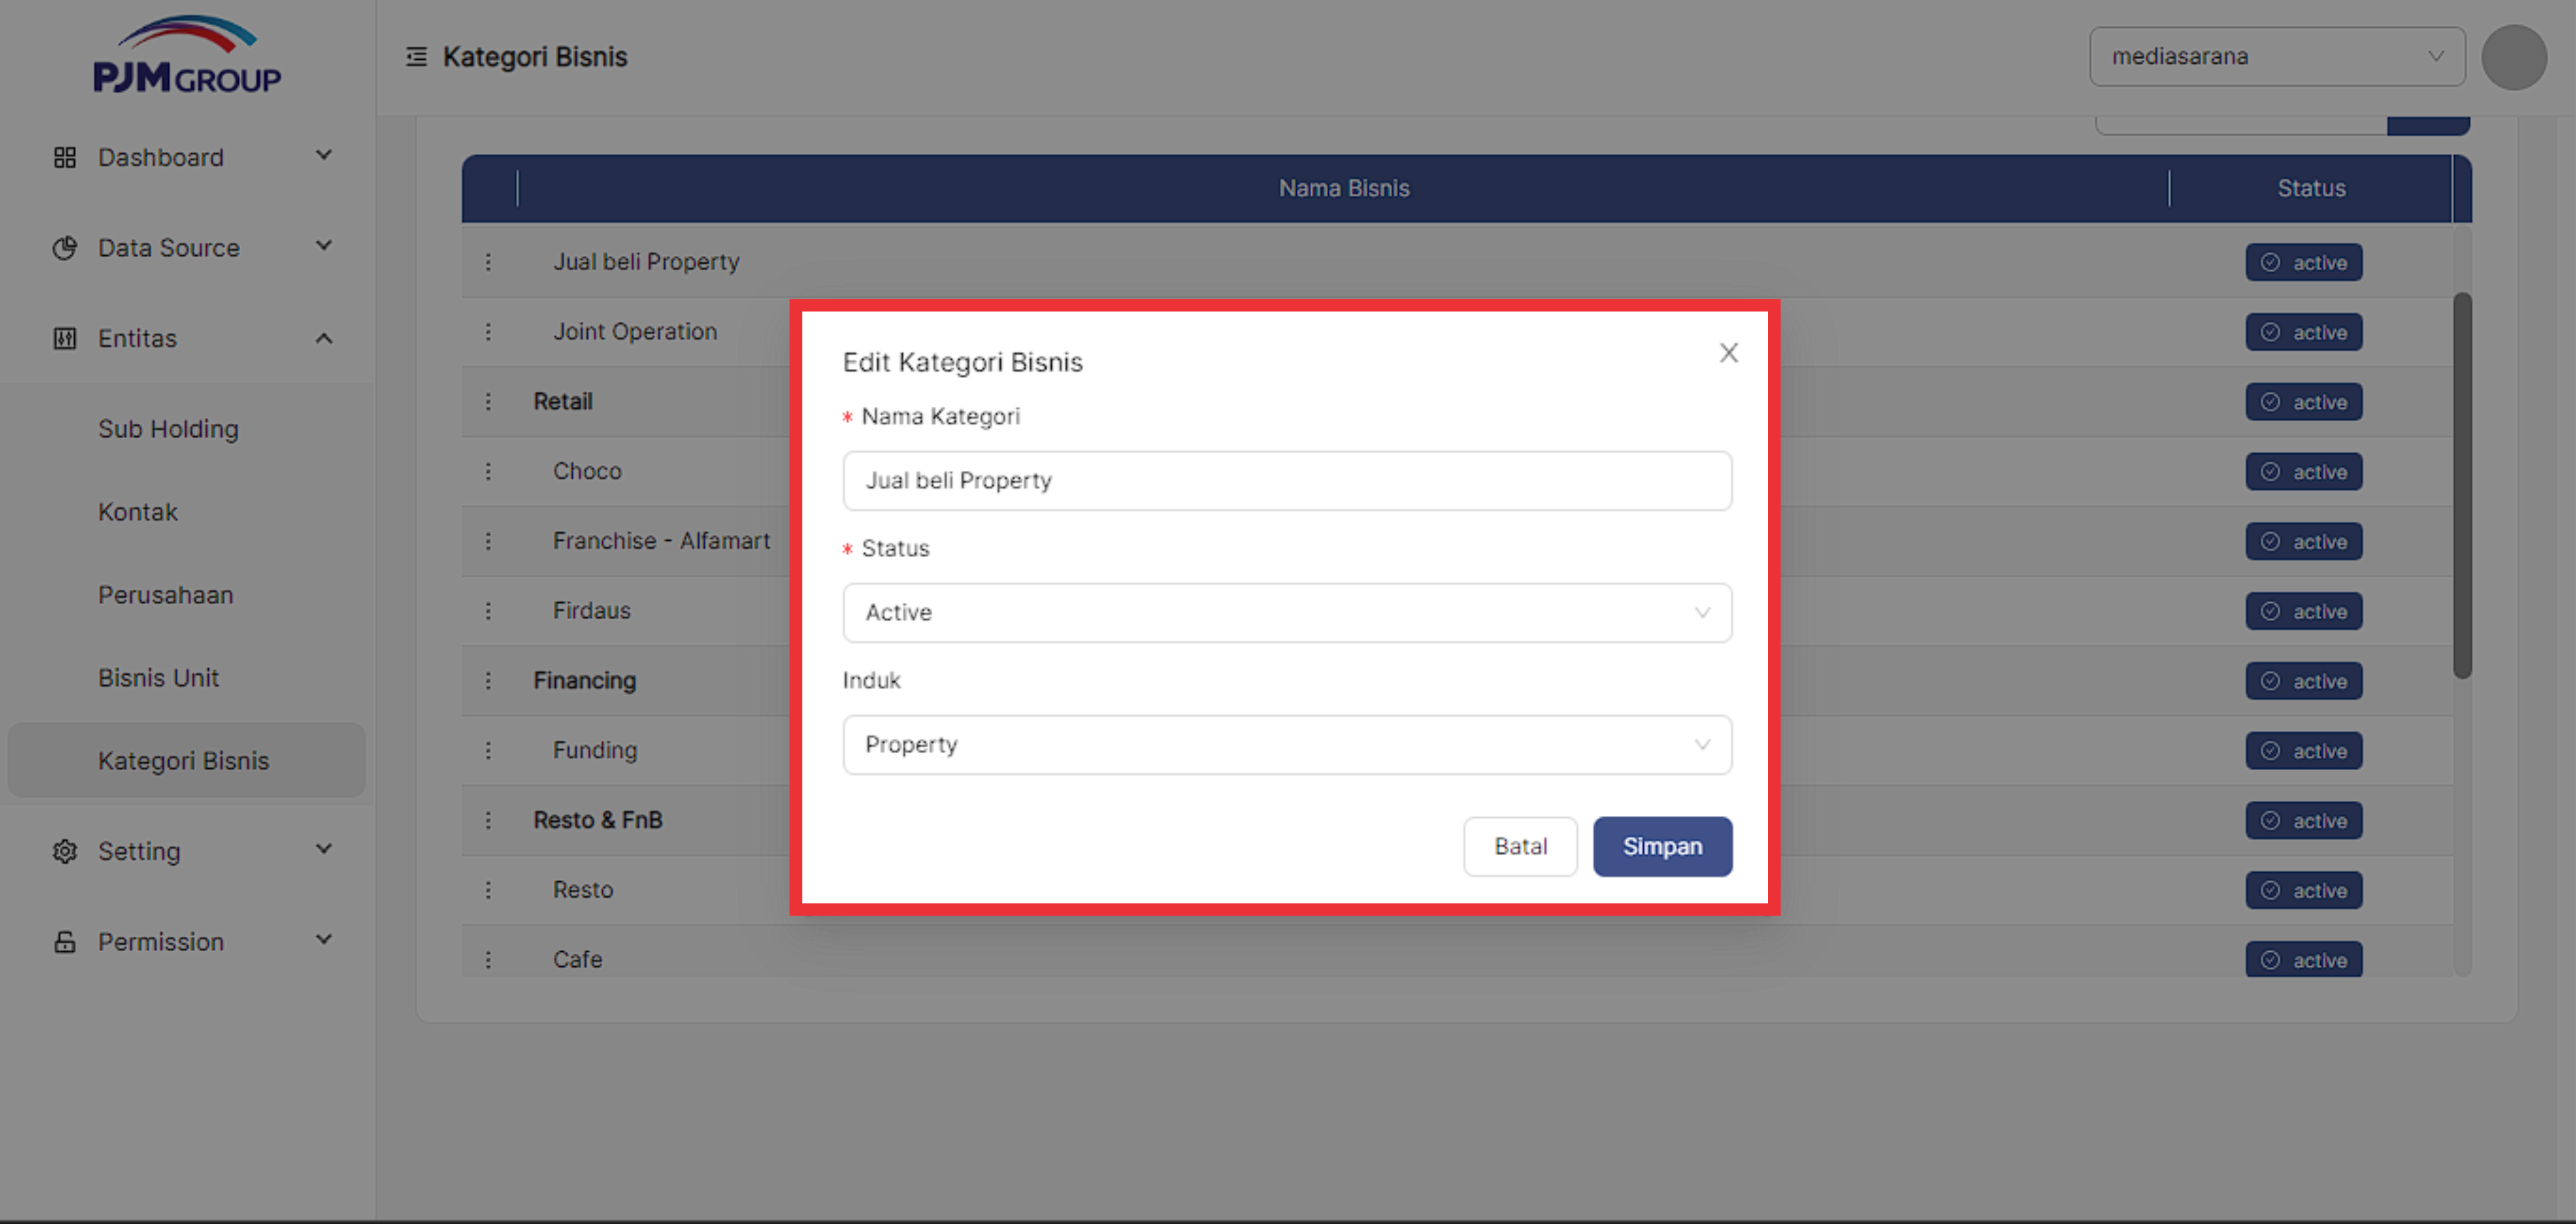 PJM GROUP
Dashboard
Data Source
Entitas
Sub Holding
Kontak
Perusahaan
Bisnis Unit
Kategori Bisnis
Setting
Permission
Kategori Bisnis
mediasarana
Nama Bisnis Status
Jual beli Property active
Joint Operation active
Retail active
Choco active
Franchise - Alfamart active
Firdaus active
Financing active
Funding active
Resto & FnB active
Resto active
Cafe active
Edit Kategori Bisnis
* Nama Kategori
Jual beli Property
* Status
Active
Induk
Property
Batal Simpan